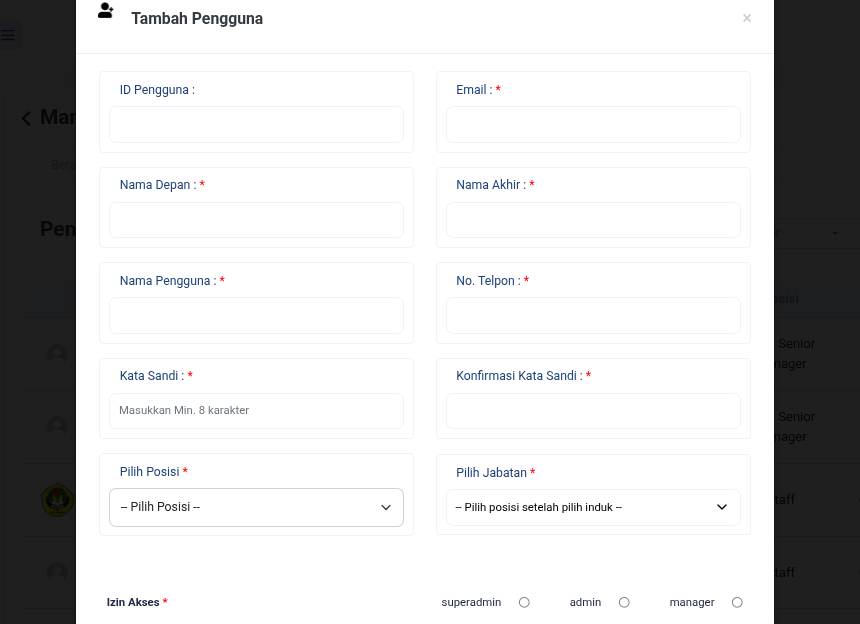 Tambah Pengguna
×
ID Pengguna :
Email : *
Nama Depan : *
Nama Akhir : *
Nama Pengguna : *
No. Telpon : *
Kata Sandi : *
Konfirmasi Kata Sandi : *
Masukkan Min. 8 karakter
Pilih Posisi *
Pilih Jabatan *
-- Pilih Posisi --
-- Pilih posisi setelah pilih induk --
Izin Akses *
superadmin
admin
manager
Senior
Senior